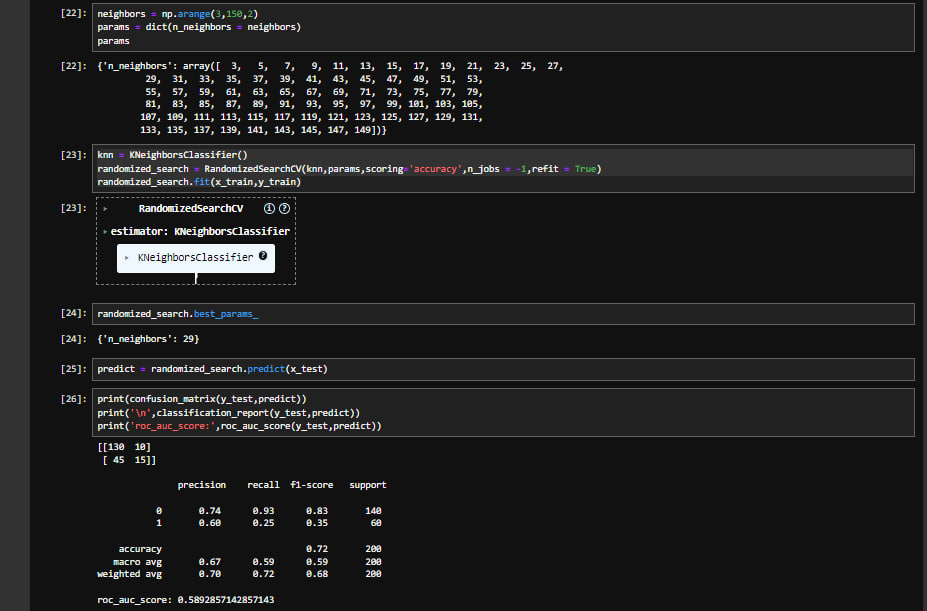 [22]: neighbors = np.arange(3,150,2)
params = dict(n_neighbors = neighbors)
params
[22]: {'n_neighbors': array([ 3, 5, 7, 9, 11, 13, 15, 17, 19, 21, 23, 25, 27,
29, 31, 33, 35, 37, 39, 41, 43, 45, 47, 49, 51, 53,
55, 57, 59, 61, 63, 65, 67, 69, 71, 73, 75, 77, 79,
81, 83, 85, 87, 89, 91, 93, 95, 97, 99, 101, 103, 105,
107, 109, 111, 113, 115, 117, 119, 121, 123, 125, 127, 129, 131,
133, 135, 137, 139, 141, 143, 145, 147, 149])}
[23]: knn = KNeighborsClassifier()
randomized_search = RandomizedSearchCV(knn,params,scoring='accuracy',n_jobs = -1,refit = True)
randomized_search.fit(x_train,y_train)
[23]: ▸ RandomizedSearchCV i ?
▸ estimator: KNeighborsClassifier
▸ KNeighborsClassifier ?
[24]: randomized_search.best_params_
[24]: {'n_neighbors': 29}
[25]: predict = randomized_search.predict(x_test)
[26]: print(confusion_matrix(y_test,predict))
print('\n',classification_report(y_test,predict))
print('roc_auc_score:',roc_auc_score(y_test,predict))
[[130 10]
[ 45 15]]
precision recall f1-score support
0 0.74 0.93 0.83 140
1 0.60 0.25 0.35 60
accuracy 0.72 200
macro avg 0.67 0.59 0.59 200
weighted avg 0.70 0.72 0.68 200
roc_auc_score: 0.5892857142857143